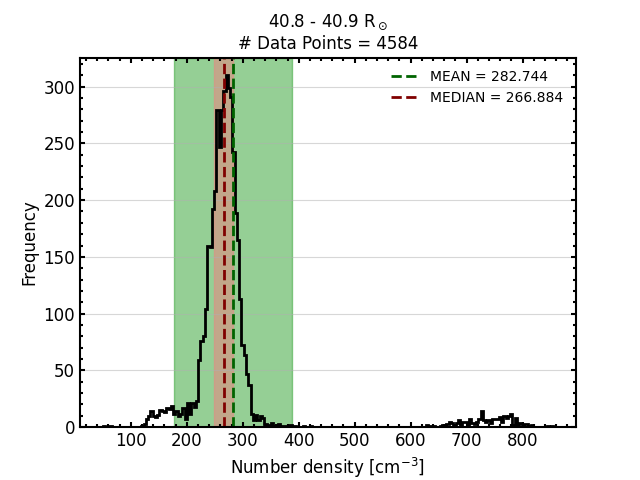 40.8 - 40.9 R⊙
# Data Points = 4584
MEAN = 282.744
MEDIAN = 266.884
300
250
200
150
100
50
0
Frequency
100 200 300 400 500 600 700 800
Number density [cm⁻³]